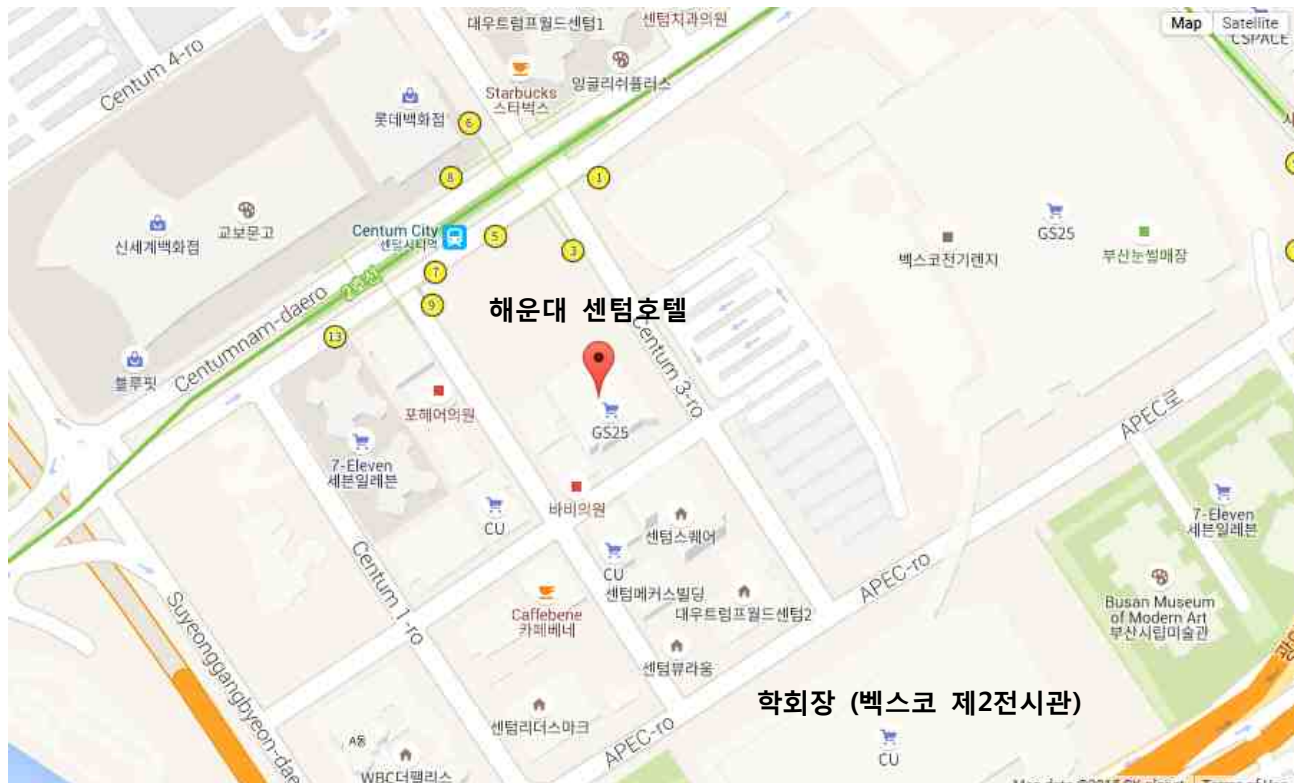 대우트럼프월드센텀1
센텀치과의원
Map
Satellite
CSPACE
Centum 4-ro
Starbucks
스타벅스
잉글리쉬플러스
롯데백화점
6
8
1
신세계백화점
교보문고
Centum City
센텀시티역
5
3
7
9
13
2호선
GS25
벡스코전기렌지
부산눈썰매장
해운대 센텀호텔
Centumnam-daero
블루핏
Centum 3-ro
포헤어의원
GS25
APEC로
7-Eleven
세븐일레븐
CU
바비의원
센텀스퀘어
7-Eleven
세븐일레븐
CU
센텀메커스빌딩
대우트럼프월드센텀2
APEC-ro
Caffebene
카페베네
Centum 1-ro
Busan Museum
of Modern Art
부산시립미술관
Suyeonggangbyeon-dae
센텀뷰라움
학회장 (벡스코 제2전시관)
센텀리더스마크
APEC-ro
A동
WBC더팰리스
CU